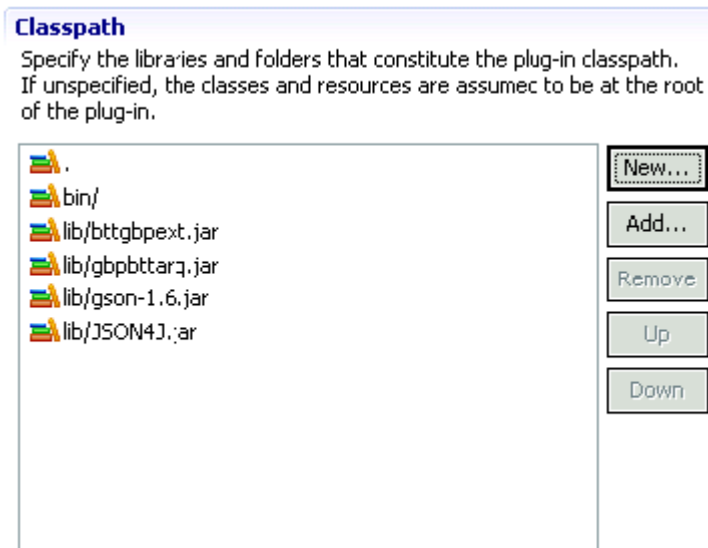 Classpath
Specify the libraries and folders that constitute the plug-in classpath.
If unspecified, the classes and resources are assumed to be at the root
of the plug-in.
.
New...
bin/
lib/bttgbpext.jar
Add...
lib/gbpbttarq.jar
Remove
lib/gson-1.6.jar
lib/JSON4J.jar
Up
Down